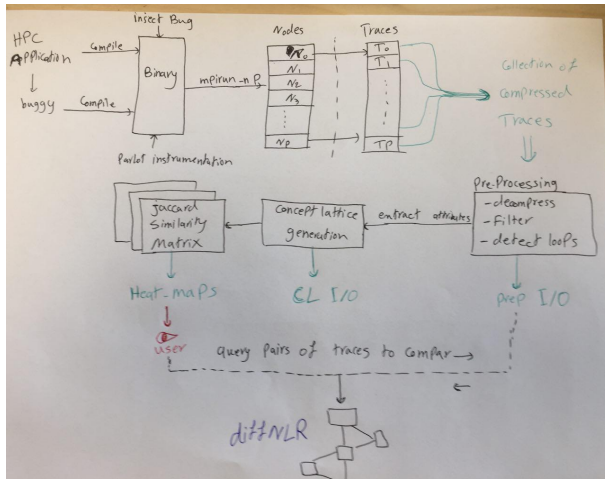 insect Bug
HPC
Application
Compile
buggy
Compile
Binary
Parlot instrumentation
mpirun -n P
Nodes
N0
N1
N2
N3
NP
Traces
T0
T1
TP
Cllection of
Compressed
Traces
Pre-Processing
- decompress
- Filter
- detect loops
extract attributes
Concept lattice
generation
Jaccard
Similarity
Matrix
Heat-maps
CL I/O
prep I/O
user
query pairs of traces to compar
diffNLR